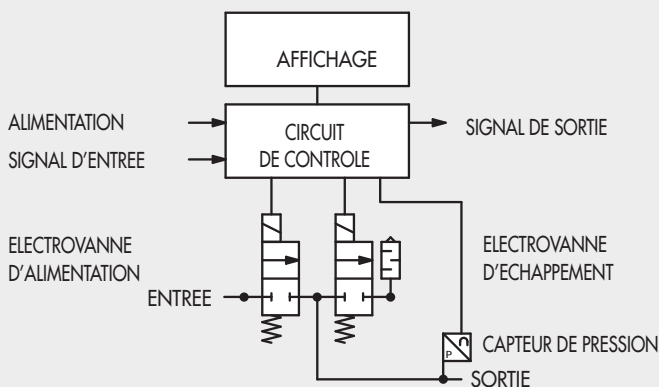 AFFICHAGE
ALIMENTATION
SIGNAL D'ENTREE
CIRCUIT
DE CONTROLE
SIGNAL DE SORTIE
ELECTROVANNE
D'ALIMENTATION
ELECTROVANNE
D'ECHAPPEMENT
ENTREE
P
CAPTEUR DE PRESSION
SORTIE